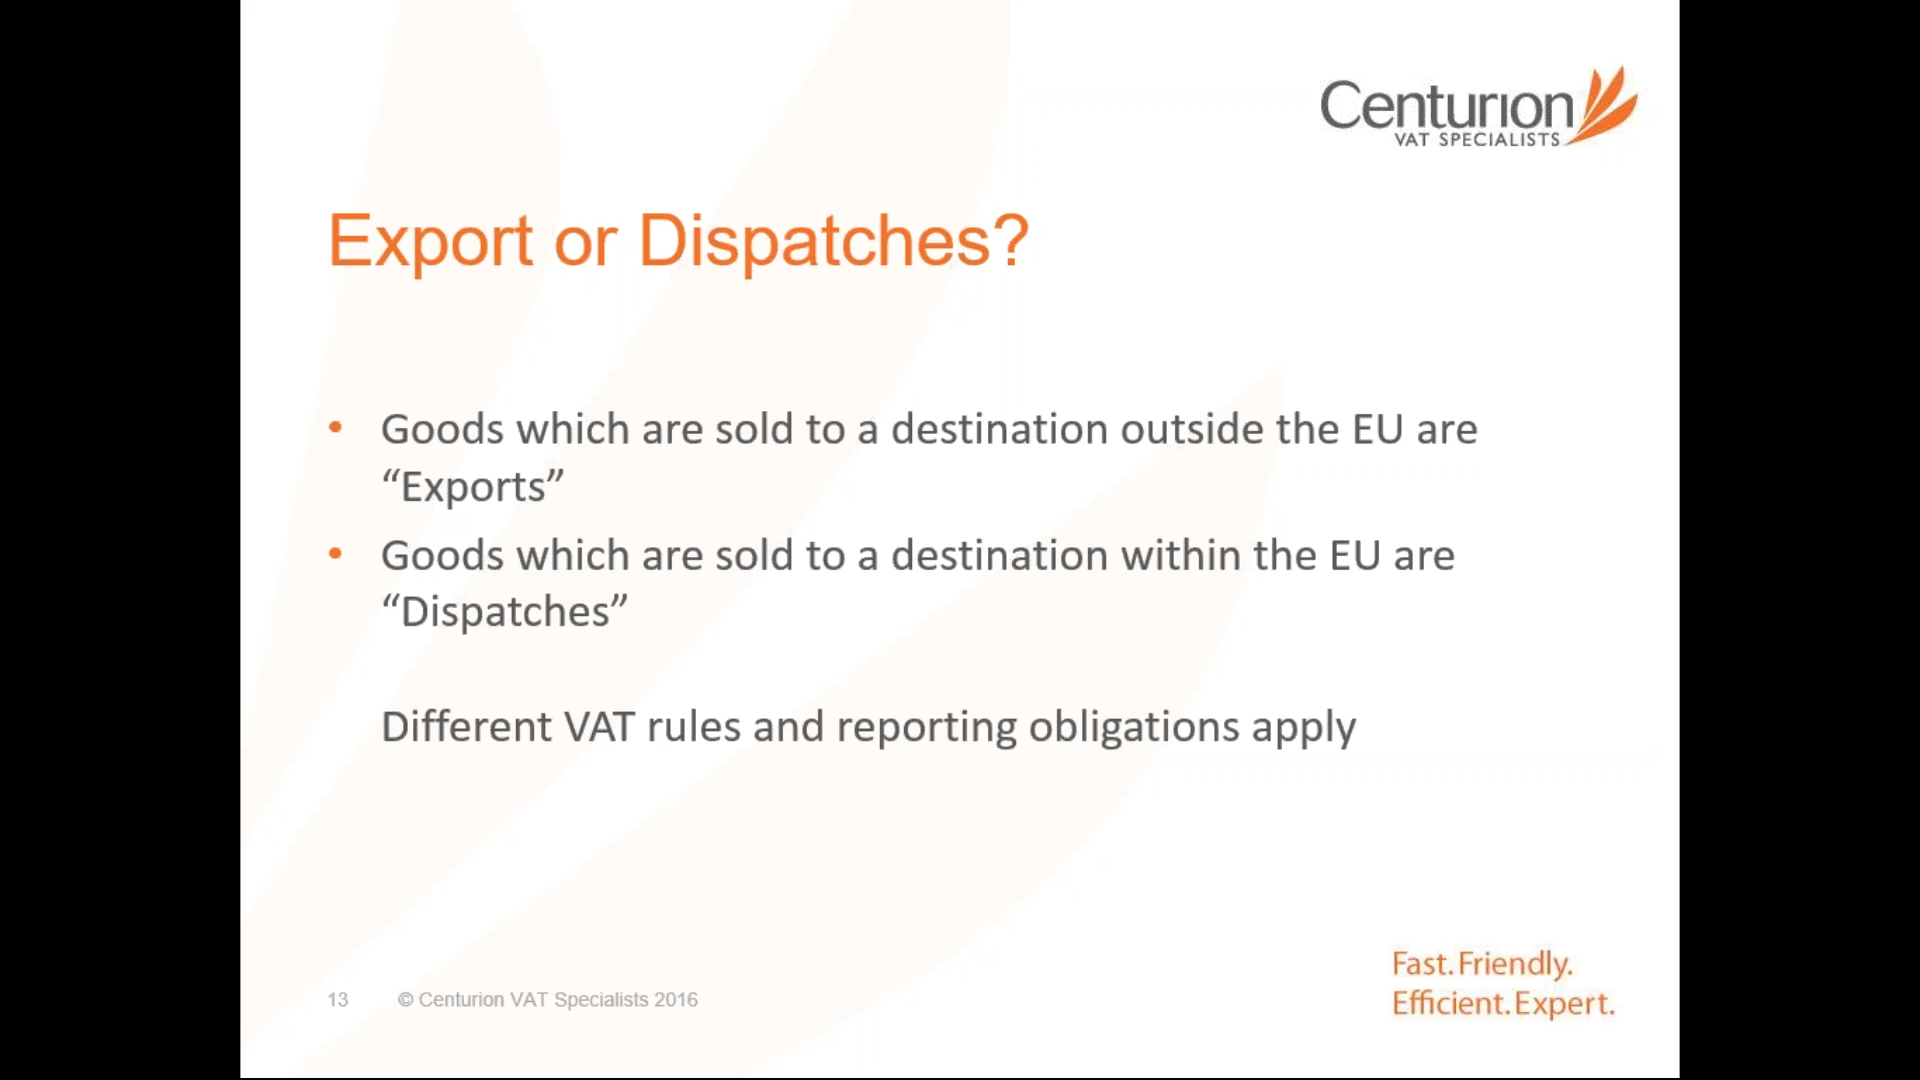 Centurion
VAT SPECIALISTS
Export or Dispatches?
• Goods which are sold to a destination outside the EU are
“Exports”
• Goods which are sold to a destination within the EU are
“Dispatches”
Different VAT rules and reporting obligations apply
Fast. Friendly.
Efficient. Expert.
13 © Centurion VAT Specialists 2016